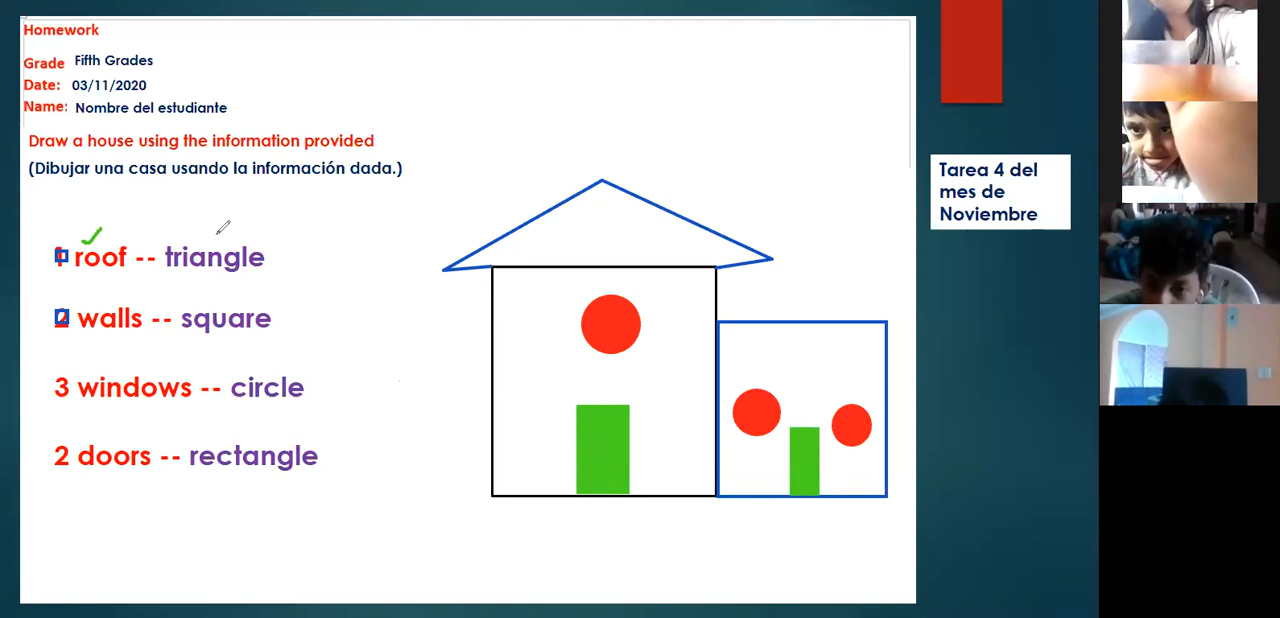 Homework
Grade Fifth Grades
Date: 03/11/2020
Name: Nombre del estudiante
Draw a house using the information provided
(Dibujar una casa usando la información dada.)
1 roof -- triangle
2 walls -- square
3 windows -- circle
2 doors -- rectangle
Tarea 4 del
mes de
Noviembre